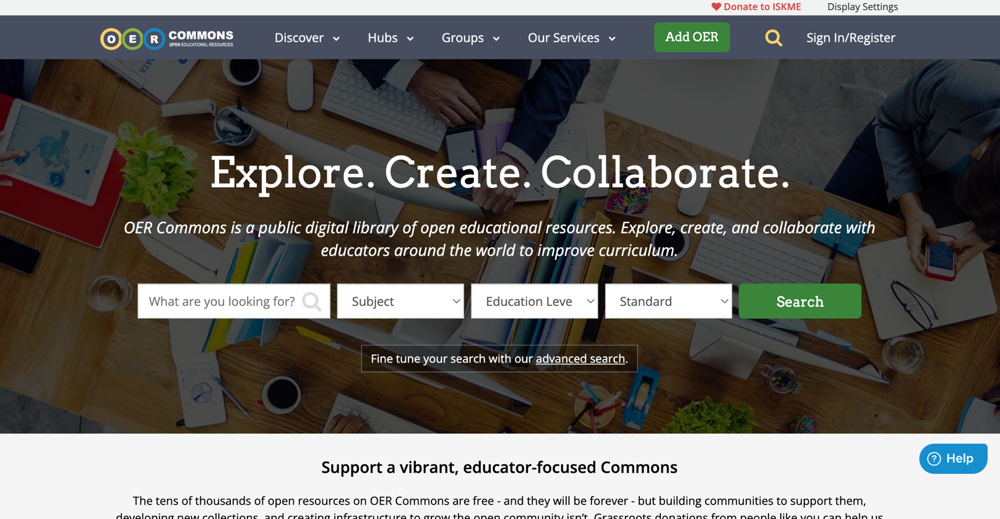 Donate to ISKME Display Settings
OER COMMONS
OPEN EDUCATIONAL RESOURCES
Discover Hubs Groups Our Services Add OER Sign In/Register
Explore. Create. Collaborate.
OER Commons is a public digital library of open educational resources. Explore, create, and collaborate with
educators around the world to improve curriculum.
What are you looking for? Subject Education Leve Standard Search
Fine tune your search with our advanced search.
Support a vibrant, educator-focused Commons
? Help
The tens of thousands of open resources on OER Commons are free - and they will be forever - but building communities to support them,
developing new collections, and creating infrastructure to grow the open community isn't. Grassroots donations from people like you can help us